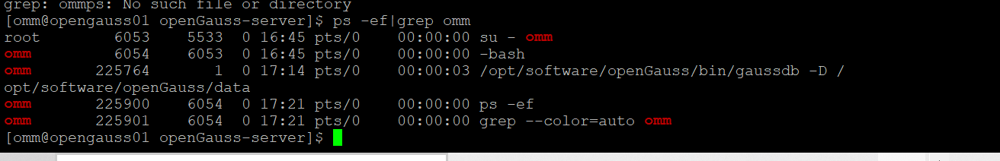 grep: ommps: No such file or directory
[omm@opengauss01 openGauss-server]$ ps -ef|grep omm
root        6053    5533  0 16:45 pts/0    00:00:00 su - omm
omm         6054    6053  0 16:45 pts/0    00:00:00 -bash
omm       225764       1  0 17:14 pts/0    00:00:03 /opt/software/openGauss/bin/gaussdb -D /
opt/software/openGauss/data
omm       225900    6054  0 17:21 pts/0    00:00:00 ps -ef
omm       225901    6054  0 17:21 pts/0    00:00:00 grep --color=auto omm
[omm@opengauss01 openGauss-server]$